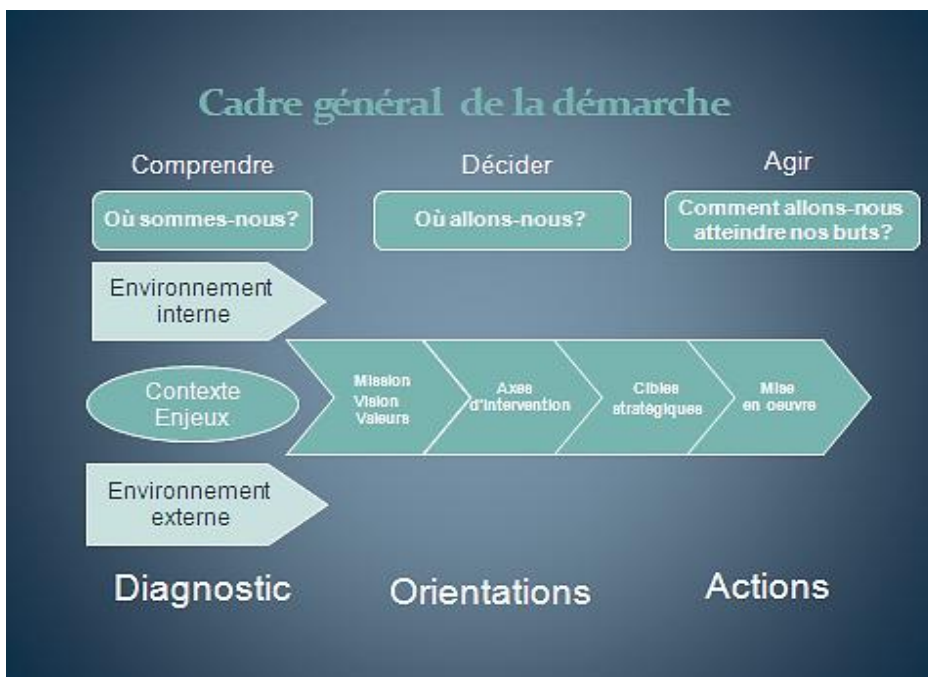 Cadre général de la démarche
Comprendre
Décider
Agir
Où sommes-nous?
Où allons-nous?
Comment allons-nous
atteindre nos buts?
Environnement
interne
Contexte
Enjeux
Mission
Vision
Valeurs
Axes
d'intervention
Cibles
stratégiques
Mise
en oeuvre
Environnement
externe
Diagnostic
Orientations
Actions